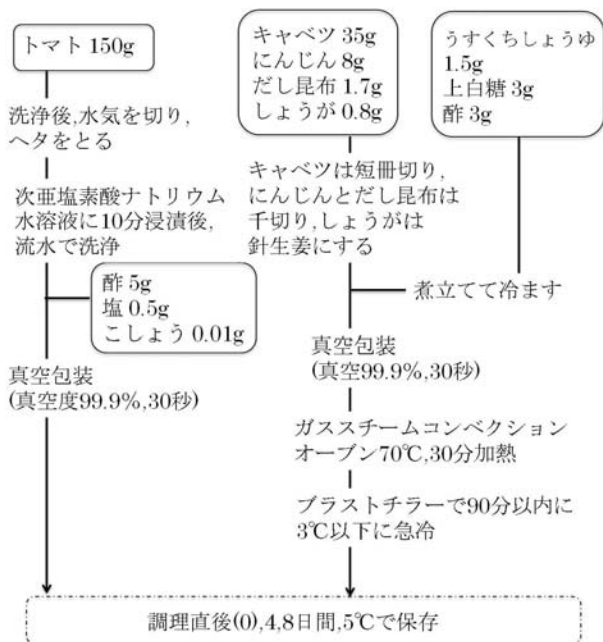 トマト 150g
洗浄後,水気を切り,
ヘタをとる
次亜塩素酸ナトリウム
水溶液に10分浸漬後,
流水で洗浄
酢 5g
塩 0.5g
こしょう 0.01g
真空包装
(真空度99.9%,30秒)
キャベツ 35g
にんじん 8g
だし昆布 1.7g
しょうが 0.8g
うすくちしょうゆ
1.5g
上白糖 3g
酢 3g
キャベツは短冊切り,
にんじんとだし昆布は
千切り,しょうがは
針生姜にする
煮立てて冷ます
真空包装
(真空99.9%,30秒)
ガススチームコンベクション
オーブン70℃,30分加熱
ブラストチラーで90分以内に
3℃以下に急冷
調理直後(0),4,8日間,5℃で保存